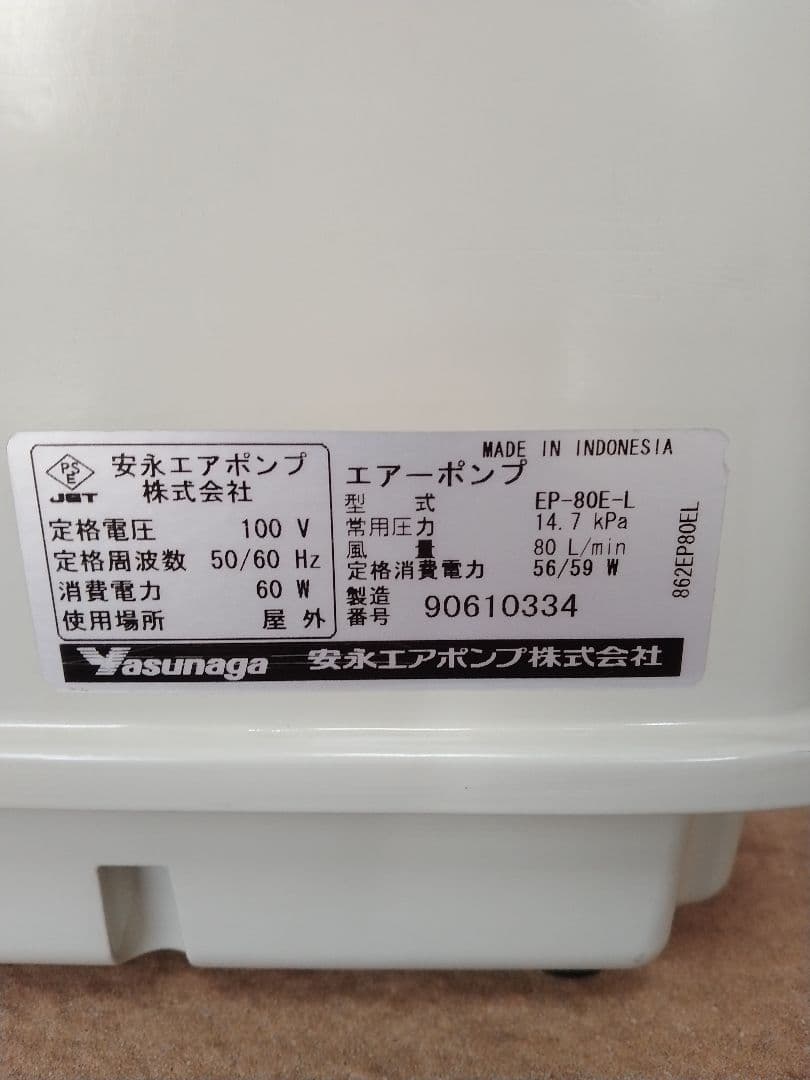 PS
E
JET
安永エアポンプ
株式会社
定格電圧 100 V
定格周波数 50/60 Hz
消費電力 60 W
使用場所 屋 外
MADE IN INDONESIA
エアーポンプ
型 式 EP-80E-L
常用圧力 14.7 kPa
風 量 80 L/min
定格消費電力 56/59 W
製造
番号 90610334
862EP80EL
Yasunaga 安永エアポンプ株式会社